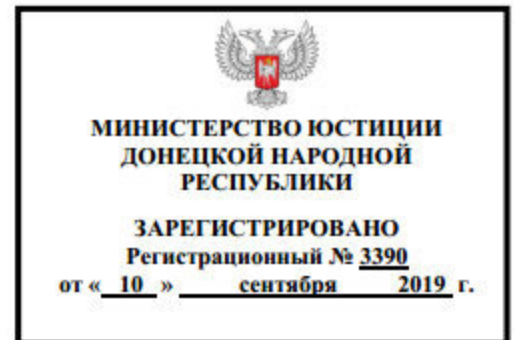 МИНИСТЕРСТВО ЮСТИЦИИ
ДОНЕЦКОЙ НАРОДНОЙ
РЕСПУБЛИКИ
ЗАРЕГИСТРИРОВАНО
Регистрационный № 3390
от « 10 » сентября 2019 г.